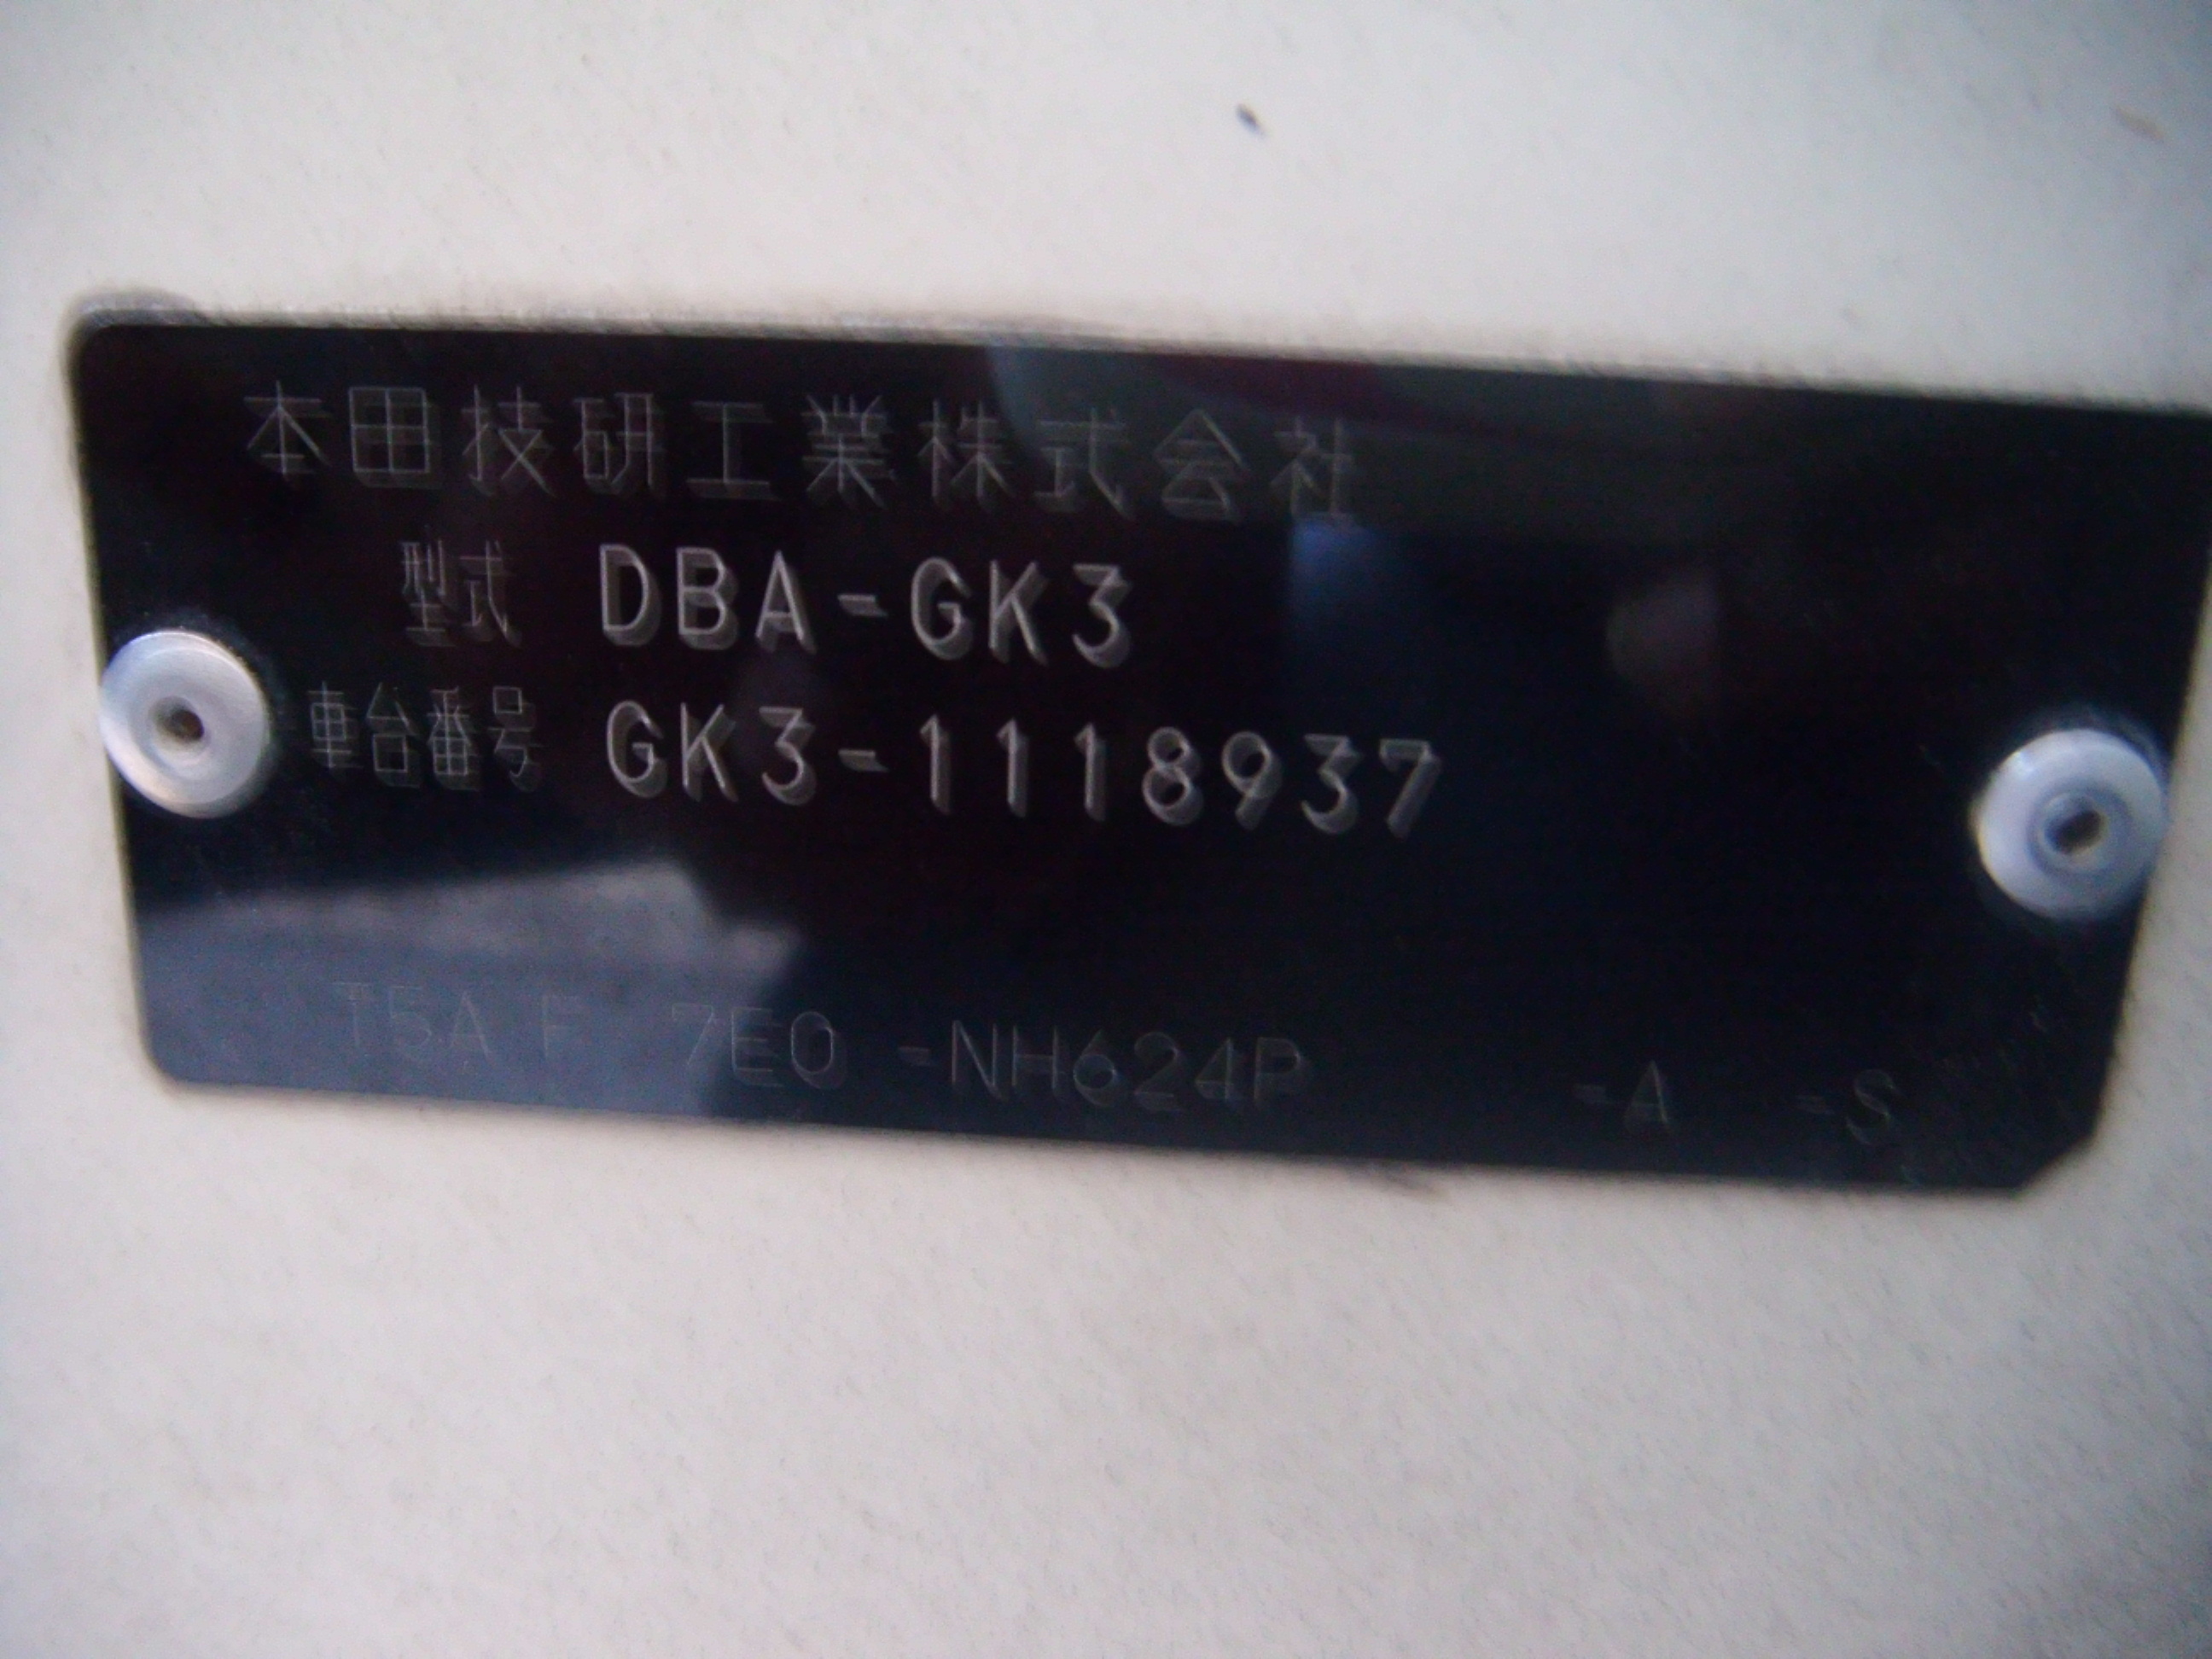 本田技研工業株式会社
型式 DBA-GK3
車台番号 GK3-1118937
T5A F 7E0 -NH624P -A -S